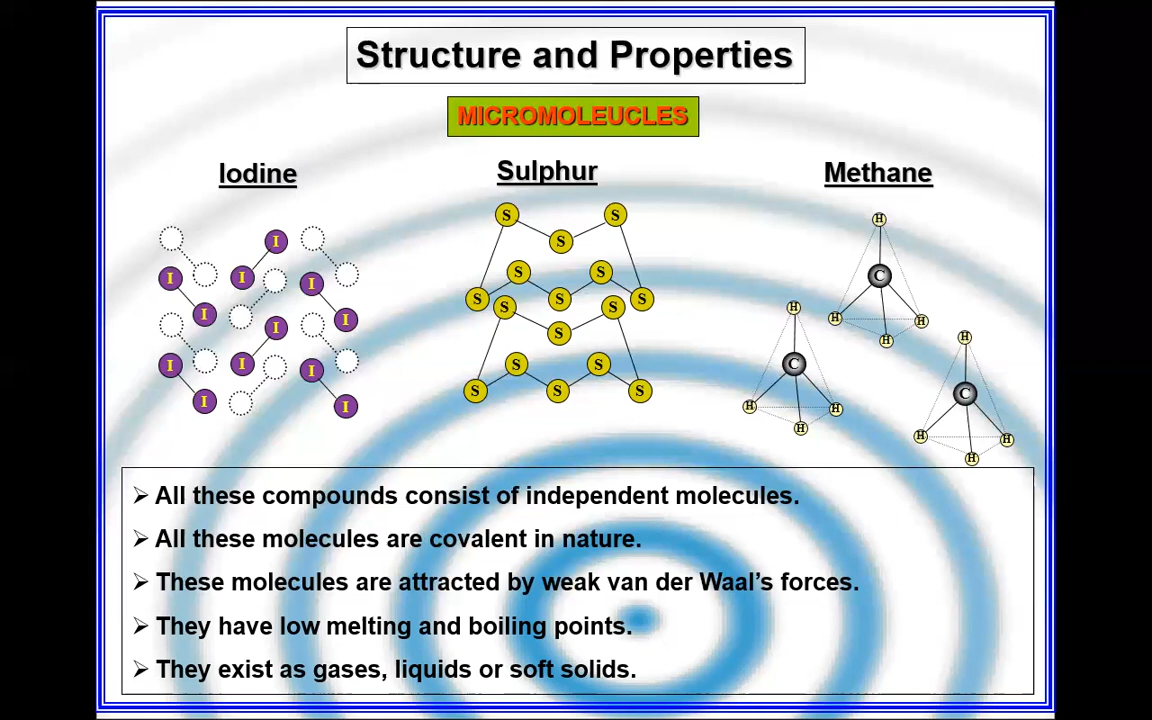 Structure and Properties
MICROMOLEUCLES
Iodine Sulphur Methane
I I I I I I I I I I I I
S S S S S S S S S S S S S S S S
H C H H H
H C H H H
H C H H H
All these compounds consist of independent molecules.
All these molecules are covalent in nature.
These molecules are attracted by weak van der Waal’s forces.
They have low melting and boiling points.
They exist as gases, liquids or soft solids.